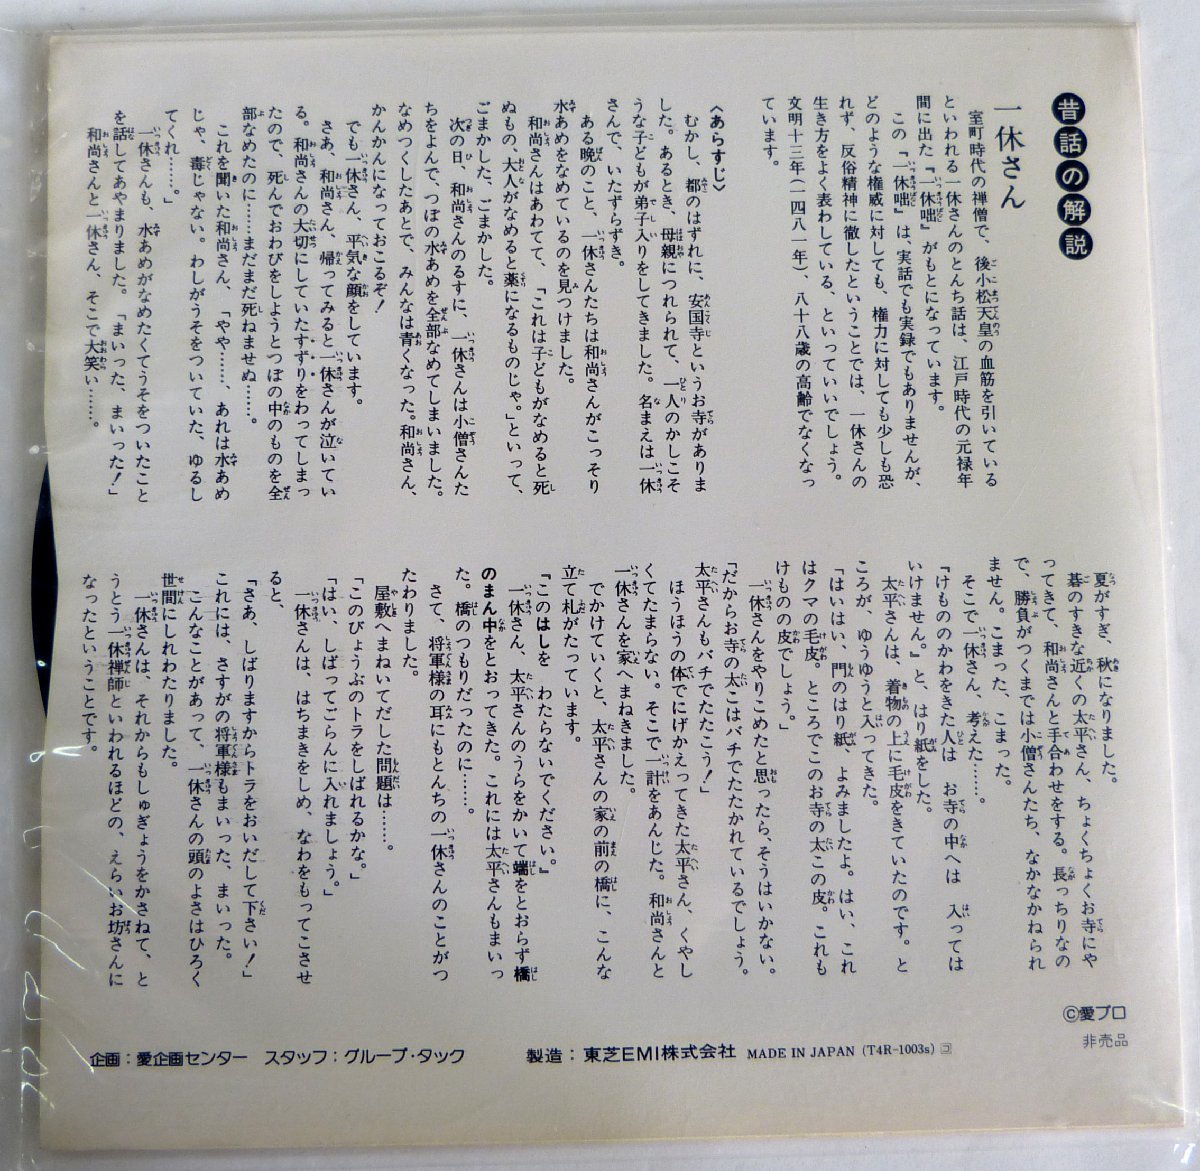 昔話の解説
一休さん
室町時代の禅僧で、後小松天皇の血筋を引いている
といわれる一休さんのとんち話は、江戸時代の元禄年
間に出た『一休咄』がもとになっています。
この『一休咄』は、実話でも実録でもありませんが、
どのような権威に対しても、権力に対しても少しも恐
れず、反俗精神に徹したということでは、一休さんの
生き方をよく表わしている、といっていいでしょう。
文明十三年(一四八一年)、八十八歳の高齢でなくなっ
ています。
〈あらすじ〉
むかし、都のはずれに、安国寺というお寺がありま
した。あるとき、母親につれられて、一人のかしこそ
うな子どもが弟子入りをしてきました。名まえは一休
さんで、いたずらずき。
ある晩のこと、一休さんたちは和尚さんがこっそり
水あめをなめているのを見つけました。
和尚さんはあわてて、「これは子どもがなめると死
ぬもの、大人がなめると薬になるものじゃ。」といって、
ごまかした、ごまかした。
次の日、和尚さんのるすに、一休さんは小僧さんた
ちをよんで、つぼの水あめを全部なめてしまいました。
なめつくしたあとで、みんなは青くなった。和尚さん、
かんかんになっておこるぞ!
でも一休さん、平気な顔をしています。
さあ、和尚さん、帰ってみると一休さんが泣いてい
る。和尚さんの大切にしていたすずりをわってしまっ
たので、死んでおわびをしようとつぼの中のものを全
部なめたのに……まだまだ死ねませぬ……。
これを聞いた和尚さん、「やや……、あれは水あめ
じゃ、毒じゃない。わしがうそをついていた、ゆるし
てくれ……。」
一休さんも、水あめがなめたくてうそをついたこと
を話してあやまりました。「まいった、まいった!」
和尚さんと一休さん、そこで大笑い……。
夏がすぎ、秋になりました。
碁のすきな近くの太平さん、ちょくちょくお寺にや
ってきて、和尚さんと手合わせをする。長っちりなの
で、勝負がつくまでは小僧さんたち、なかなかねられ
ません。こまった、こまった。
そこで一休さん、考えた……。
「けもののかわをきた人は お寺の中へは 入っては
いけません。」と、はり紙をした。
太平さんは、着物の上に毛皮をきていたのです。と
ころが、ゆうゆうと入ってきた。
「はいはい、門のはり紙、よみましたよ。はい、これ
はクマの毛皮。ところでこのお寺の太この皮。これも
けものの皮でしょう。」
一休さんをやりこめたと思ったら、そうはいかない。
「だからお寺の太こはバチでたたかれているでしょう。
太平さんもバチでたたこう!」
ほうほうの体でにげかえってきた太平さん、くやし
くてたまらない。そこで一計をあんじた。和尚さんと
一休さんを家へまねきました。
でかけていくと、太平さんの家の前の橋に、こんな
立て札がたっています。
『このはしを わたらないでください。』
一休さん、太平さんのうらをかいて端をとおらず橋
のまん中をとおってきた。これには太平さんもまいっ
た。橋のつもりだったのに……。
さて、将軍様の耳にもとんちの一休さんのことがつ
たわりました。
屋敷へまねいてだした問題は……。
「このびょうぶのトラをしばれるかな。」
「はい、しばってごらんに入れましょう。」
一休さんは、はちまきをしめ、なわをもってこさせ
ると、
「さあ、しばりますからトラをおいだして下さい!」
これには、さすがの将軍様もまいった、まいった。
こんなことがあって、一休さんの頭のよさはひろく
世間にしれわたりました。
一休さんは、それからもしゅぎょうをかさねて、と
うとう一休禅師といわれるほどの、えらいお坊さんに
なったということです。
©愛プロ
非売品
企画：愛企画センター スタッフ：グループ・タック 製造：東芝EMI株式会社 MADE IN JAPAN (T4R-1003s) コ